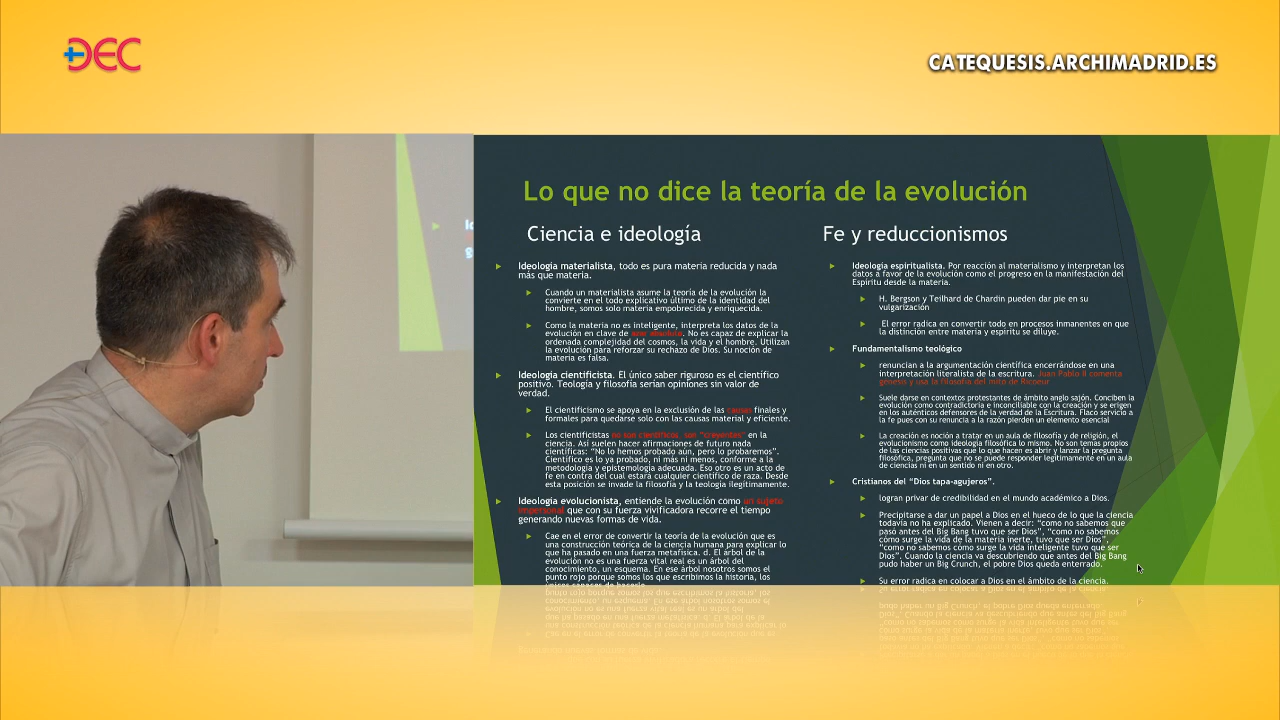 DEC
CATEQUESIS.ARCHIMADRID.ES
Lo que no dice la teoría de la evolución
Ciencia e ideología
Ideología materialista, todo es pura materia reducida y nada
más que materia.
Cuando un materialista asume la teoría de la evolución la
convierte en el todo explicativo último de la identidad del
hombre, somos solo materia empobrecida y enriquecida.
Como la materia no es inteligente, interpreta los datos de la
evolución en clave de azar absoluto. No es capaz de explicar la
ordenada complejidad del cosmos, la vida y el hombre. Utilizan
la evolución para reforzar su rechazo de Dios. Su noción de
materia es falsa.
Ideología cientificista. El único saber riguroso es el científico
positivo. Teología y filosofía serían opiniones sin valor de
verdad.
El cientificismo se apoya en la exclusión de las causas finales y
formales para quedarse solo con las causas material y eficiente.
Los cientificistas no son científicos, son "creyentes" en la
ciencia. Así suelen hacer afirmaciones de futuro nada
científicas: "No lo hemos probado aún, pero lo probaremos".
Científico es lo ya probado, ni más ni menos, conforme a la
metodología y epistemología adecuada. Eso otro es un acto de
fe en contra del cual estará cualquier científico de raza. Desde
esta posición se invade la filosofía y la teología ilegítimamente.
Ideología evolucionista, entiende la evolución como un sujeto
impersonal que con su fuerza vivificadora recorre el tiempo
generando nuevas formas de vida.
Cae en el error de convertir la teoría de la evolución que es
una construcción teórica de la ciencia humana para explicar lo
que ha pasado en una fuerza metafísica. d. El árbol de la
evolución no es una fuerza vital real es un árbol del
conocimiento, un esquema. En ese árbol nosotros somos el
punto rojo porque somos los que escribimos la historia, los
únicos capaces de hacerlo.
Fe y reduccionismos
Ideología espiritualista. Por reacción al materialismo y interpretan los
datos a favor de la evolución como el progreso en la manifestación del
Espíritu desde la materia.
H. Bergson y Teilhard de Chardin pueden dar pie en su
vulgarización
El error radica en convertir todo en procesos inmanentes en que
la distinción entre materia y espíritu se diluye.
Fundamentalismo teológico
renuncian a la argumentación científica encerrándose en una
interpretación literalista de la escritura. Juan Pablo II comenta
génesis y usa la filosofía del mito de Ricoeur
Suele darse en contextos protestantes de ámbito anglo sajón. Conciben la
evolución como contradictoria e inconciliable con la creación y se erigen
en los auténticos defensores de la verdad de la Escritura. Flaco servicio a
la fe pues con su renuncia a la razón pierden un elemento esencial
La creación es noción a tratar en un aula de filosofía y de religión, el
evolucionismo como ideología filosófica lo mismo. No son temas propios
de las ciencias positivas que lo que hacen es abrir y lanzar la pregunta
filosófica, pregunta que no se puede responder legítimamente en un aula
de ciencias ni en un sentido ni en otro.
Cristianos del "Dios tapa-agujeros".
logran privar de credibilidad en el mundo académico a Dios.
Precipitarse a dar un papel a Dios en el hueco de lo que la ciencia
todavía no ha explicado. Vienen a decir: "como no sabemos que
pasó antes del Big Bang tuvo que ser Dios", "como no sabemos
cómo surge la vida de la materia inerte, tuvo que ser Dios",
"como no sabemos cómo surge la vida inteligente tuvo que ser
Dios". Cuando la ciencia va descubriendo que antes del Big Bang
pudo haber un Big Crunch, el pobre Dios queda enterrado.
Su error radica en colocar a Dios en el ámbito de la ciencia.